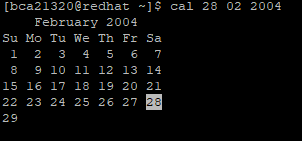 [bca21320@redhat ~]$ cal 28 02 2004
    February 2004
Su Mo Tu We Th Fr Sa
 1  2  3  4  5  6  7
 8  9 10 11 12 13 14
15 16 17 18 19 20 21
22 23 24 25 26 27 28
29